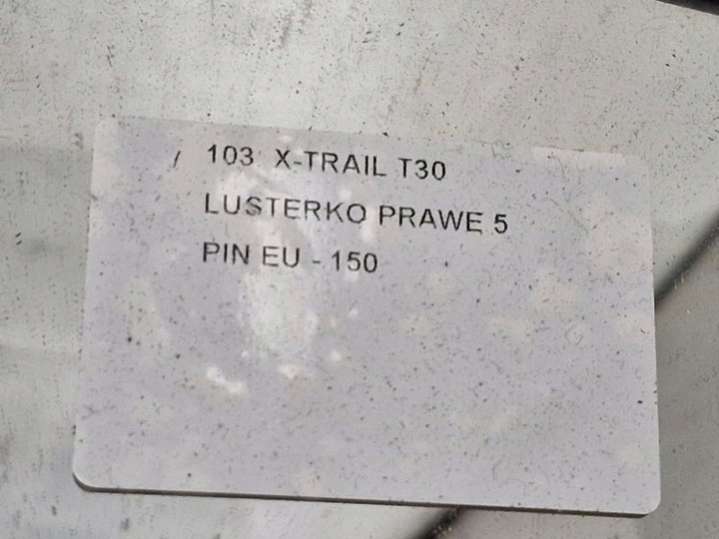 103 X-TRAIL T30
LUSTERKO PRAWE 5
PIN EU - 150